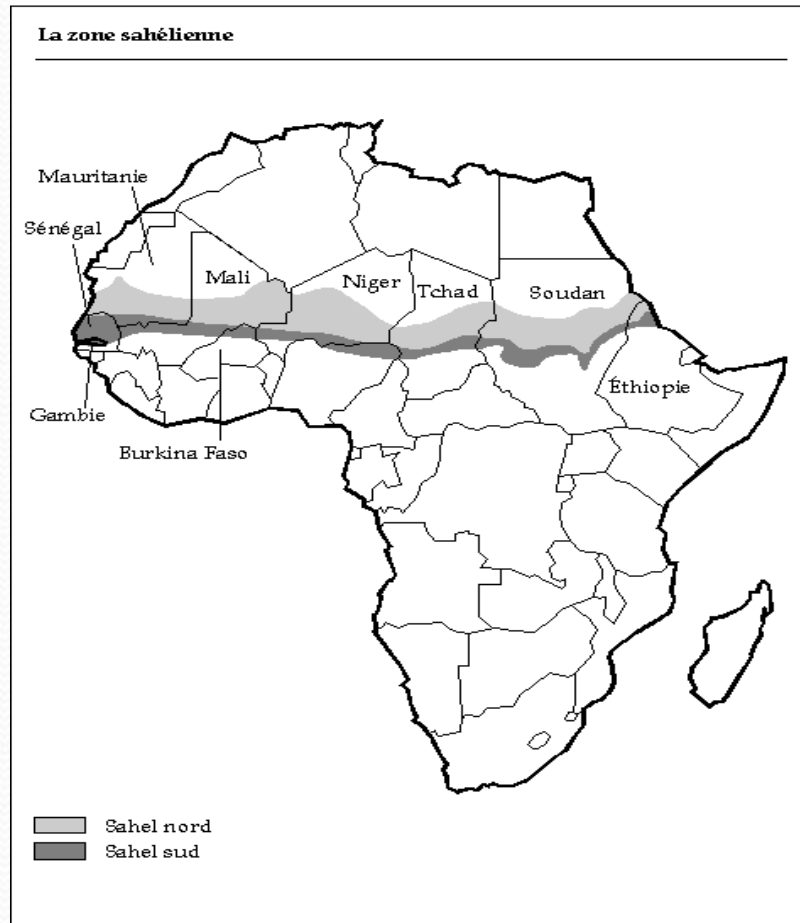 La zone sahélienne
Mauritanie
Sénégal
Mali
Niger
Tchad
Soudan
Éthiopie
Gambie
Burkina Faso
Sahel nord
Sahel sud